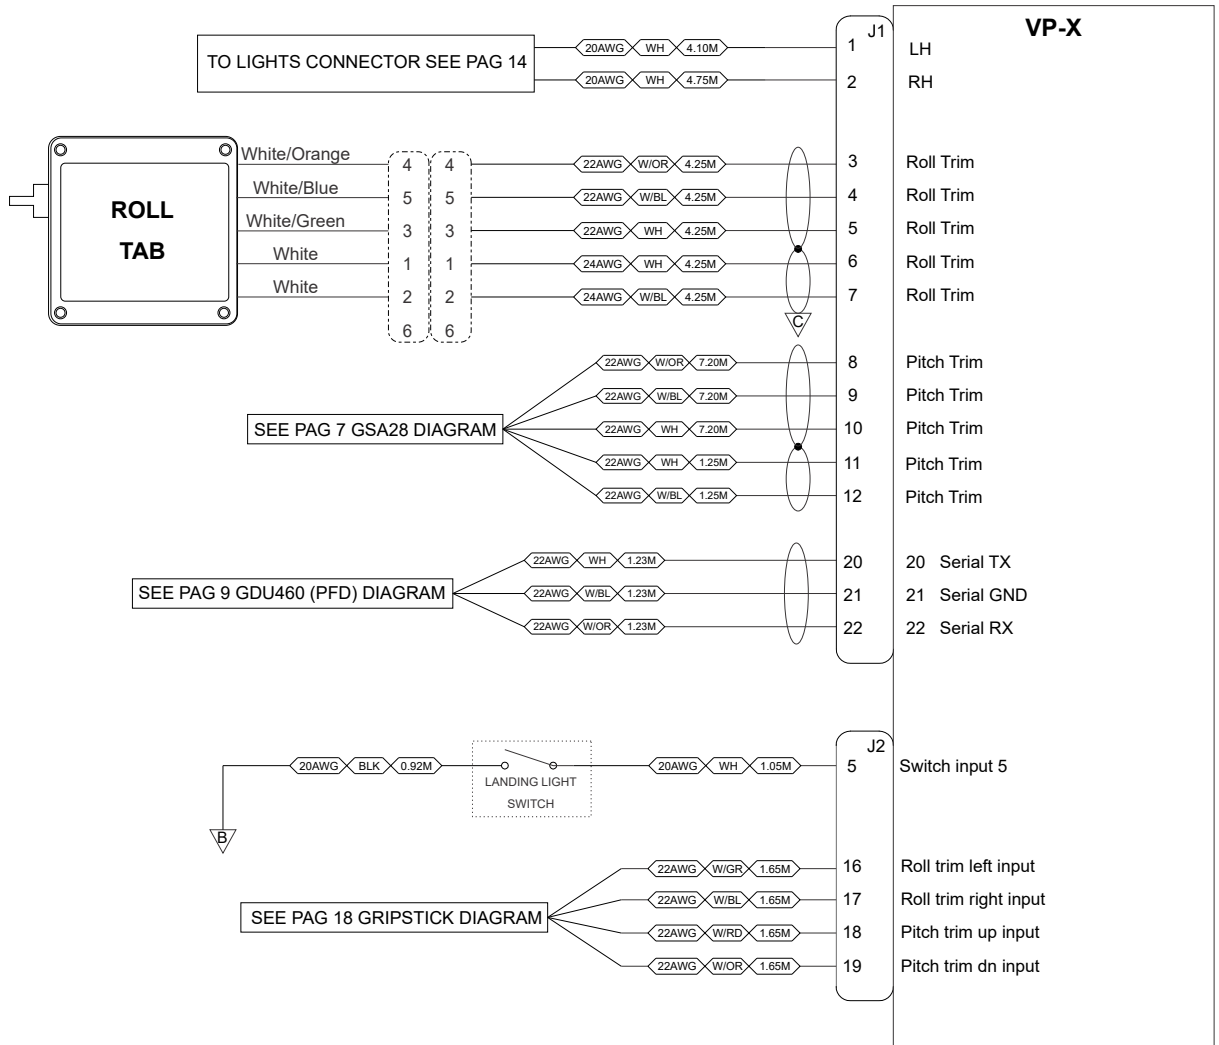 VP-X
J1
TO LIGHTS CONNECTOR SEE PAG 14
20AWG WH 4.10M 1 LH
20AWG WH 4.75M 2 RH
ROLL
TAB
White/Orange 4 4 22AWG W/OR 4.25M 3 Roll Trim
White/Blue 5 5 22AWG W/BL 4.25M 4 Roll Trim
White/Green 3 3 22AWG WH 4.25M 5 Roll Trim
White 1 1 24AWG WH 4.25M 6 Roll Trim
White 2 2 24AWG W/BL 4.25M 7 Roll Trim
6 6
C
SEE PAG 7 GSA28 DIAGRAM
22AWG W/OR 7.20M 8 Pitch Trim
22AWG W/BL 7.20M 9 Pitch Trim
22AWG WH 7.20M 10 Pitch Trim
22AWG WH 1.25M 11 Pitch Trim
22AWG W/BL 1.25M 12 Pitch Trim
SEE PAG 9 GDU460 (PFD) DIAGRAM
22AWG WH 1.23M 20 20 Serial TX
22AWG W/BL 1.23M 21 21 Serial GND
22AWG W/OR 1.23M 22 22 Serial RX
J2
20AWG BLK 0.92M 20AWG WH 1.05M 5 Switch input 5
LANDING LIGHT
SWITCH
B
SEE PAG 18 GRIPSTICK DIAGRAM
22AWG W/GR 1.65M 16 Roll trim left input
22AWG W/BL 1.65M 17 Roll trim right input
22AWG W/RD 1.65M 18 Pitch trim up input
22AWG W/OR 1.65M 19 Pitch trim dn input